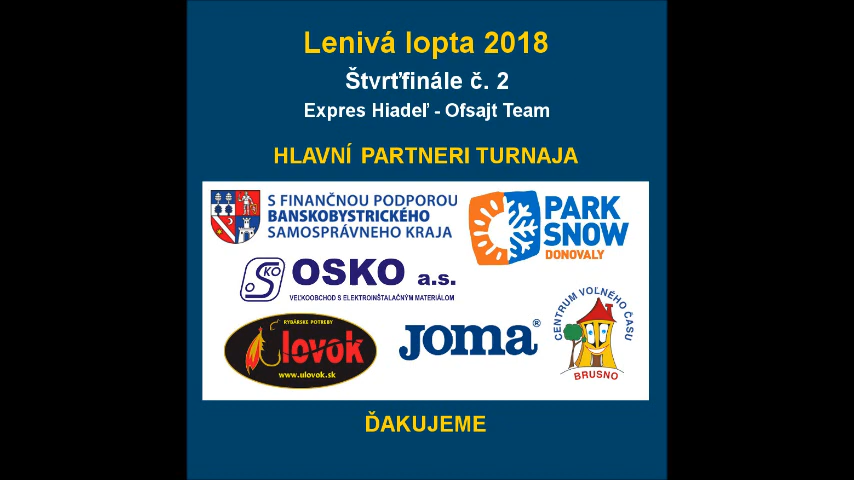 Lenivá lopta 2018
Štvrťfinále č. 2
Expres Hiadeľ - Ofsajt Team
HLAVNÍ PARTNERI TURNAJA
S FINANČNOU PODPOROU
BANSKOBYSTRICKÉHO
SAMOSPRÁVNEHO KRAJA
PARK
SNOW
DONOVALY
SKO OSKO a.s.
VEĽKOOBCHOD S ELEKTROINŠTALAČNÝM MATERIÁLOM
RYBÁRSKE POTREBY
Ulovok
www.ulovok.sk
JOMA®
CENTRUM VOĽNÉHO ČASU
BRUSNO
ĎAKUJEME